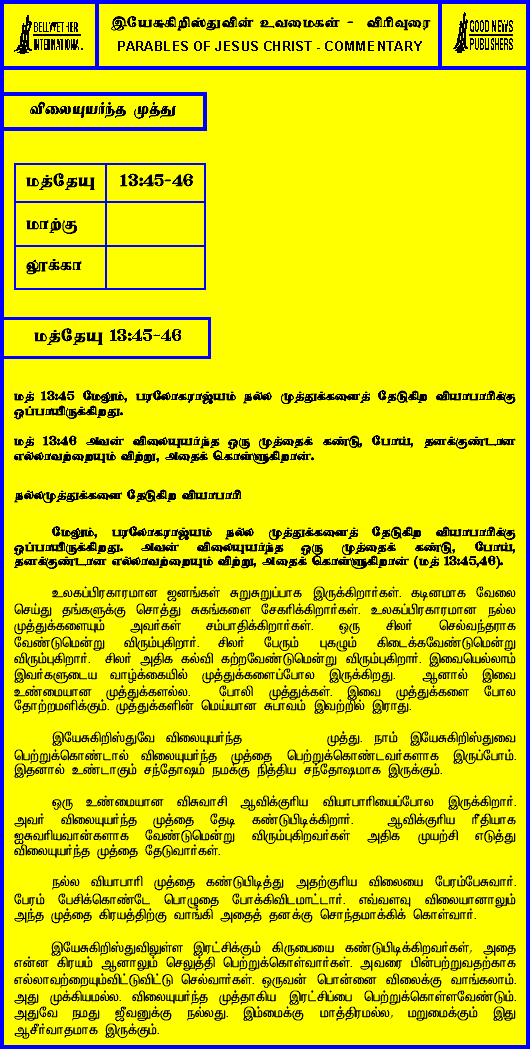 BELLWETHER
INTERNATIONAL
இயேசுகிறிஸ்துவின் உவமைகள் - விரிவுரை
PARABLES OF JESUS CHRIST - COMMENTARY
GOOD NEWS
PUBLISHERS
விலையுயர்ந்த முத்து
மத்தேயு 13:45-46
மாற்கு
லூக்கா
மத்தேயு 13:45-46
மத் 13:45 மேலும், பரலோகராஜ்யம் நல்ல முத்துக்களைத் தேடுகிற வியாபாரிக்கு
ஒப்பாயிருக்கிறது.
மத் 13:46 அவன் விலையுயர்ந்த ஒரு முத்தைக் கண்டு, போய், தனக்குண்டான
எல்லாவற்றையும் விற்று, அதைக் கொள்ளுகிறான்.
நல்லமுத்துக்களை தேடுகிற வியாபாரி
மேலும், பரலோகராஜ்யம் நல்ல முத்துக்களைத் தேடுகிற வியாபாரிக்கு
ஒப்பாயிருக்கிறது. அவன் விலையுயர்ந்த ஒரு முத்தைக் கண்டு, போய்,
தனக்குண்டான எல்லாவற்றையும் விற்று, அதைக் கொள்ளுகிறான் (மத் 13:45,46).
உலகப்பிரகாரமான ஜனங்கள் சுறுசுறுப்பாக இருக்கிறார்கள். கடினமாக வேலை
செய்து தங்களுக்கு சொத்து சுகங்களை சேகரிக்கிறார்கள். உலகப்பிரகாரமான நல்ல
முத்துக்களையும் அவர்கள் சம்பாதிக்கிறார்கள். ஒரு சிலர் செல்வந்தராக
வேண்டுமென்று விரும்புகிறார். சிலர் பேரும் புகழும் கிடைக்கவேண்டுமென்று
விரும்புகிறார். சிலர் அதிக கல்வி கற்றவேண்டுமென்று விரும்புகிறார். இவையெல்லாம்
இவர்களுடைய வாழ்க்கையில் முத்துக்களைப்போல இருக்கிறது. ஆனால் இவை
உண்மையான முத்துக்களல்ல. போலி முத்துக்கள். இவை முத்துக்களை போல
தோற்றமளிக்கும். முத்துக்களின் மெய்யான சுபாவம் இவற்றில் இராது.
இயேசுகிறிஸ்துவே விலையுயர்ந்த முத்து. நாம் இயேசுகிறிஸ்துவை
பெற்றுக்கொண்டால் விலையுயர்ந்த முத்தை பெற்றுக்கொண்டவர்களாக இருப்போம்.
இதனால் உண்டாகும் சந்தோஷம் நமக்கு நித்திய சந்தோஷமாக இருக்கும்.
ஒரு உண்மையான விசுவாசி ஆவிக்குரிய வியாபாரியைப்போல இருக்கிறார்.
அவர் விலையுயர்ந்த முத்தை தேடி கண்டுபிடிக்கிறார். ஆவிக்குரிய ரீதியாக
ஐசுவரியவான்களாக வேண்டுமென்று விரும்புகிறவர்கள் அதிக முயற்சி எடுத்து
விலையுயர்ந்த முத்தை தேடுவார்கள்.
நல்ல வியாபாரி முத்தை கண்டுபிடித்து அதற்குரிய விலையை பேரம்பேசுவார்.
பேரம் பேசிக்கொண்டே பொழுதை போக்கிவிடமாட்டார். எவ்வளவு விலையானாலும்
அந்த முத்தை கிரயத்திற்கு வாங்கி அதைத் தனக்கு சொந்தமாக்கிக் கொள்வார்.
இயேசுகிறிஸ்துவிலுள்ள இரட்சிக்கும் கிருபையை கண்டுபிடிக்கிறவர்கள், அதை
என்ன கிரயம் ஆனாலும் செலுத்தி பெற்றுக்கொள்வார்கள். அவரை பின்பற்றுவதற்காக
எல்லாவற்றையும்விட்டுவிட்டு செல்வார்கள். ஒருவன் பொன்னை விலைக்கு வாங்கலாம்.
அது முக்கியமல்ல. விலையுயர்ந்த முத்தாகிய இரட்சிப்பை பெற்றுக்கொள்ளவேண்டும்.
அதுவே நமது ஜீவனுக்கு நல்லது. இம்மைக்கு மாத்திரமல்ல, மறுமைக்கும் இது
ஆசீர்வாதமாக இருக்கும்.